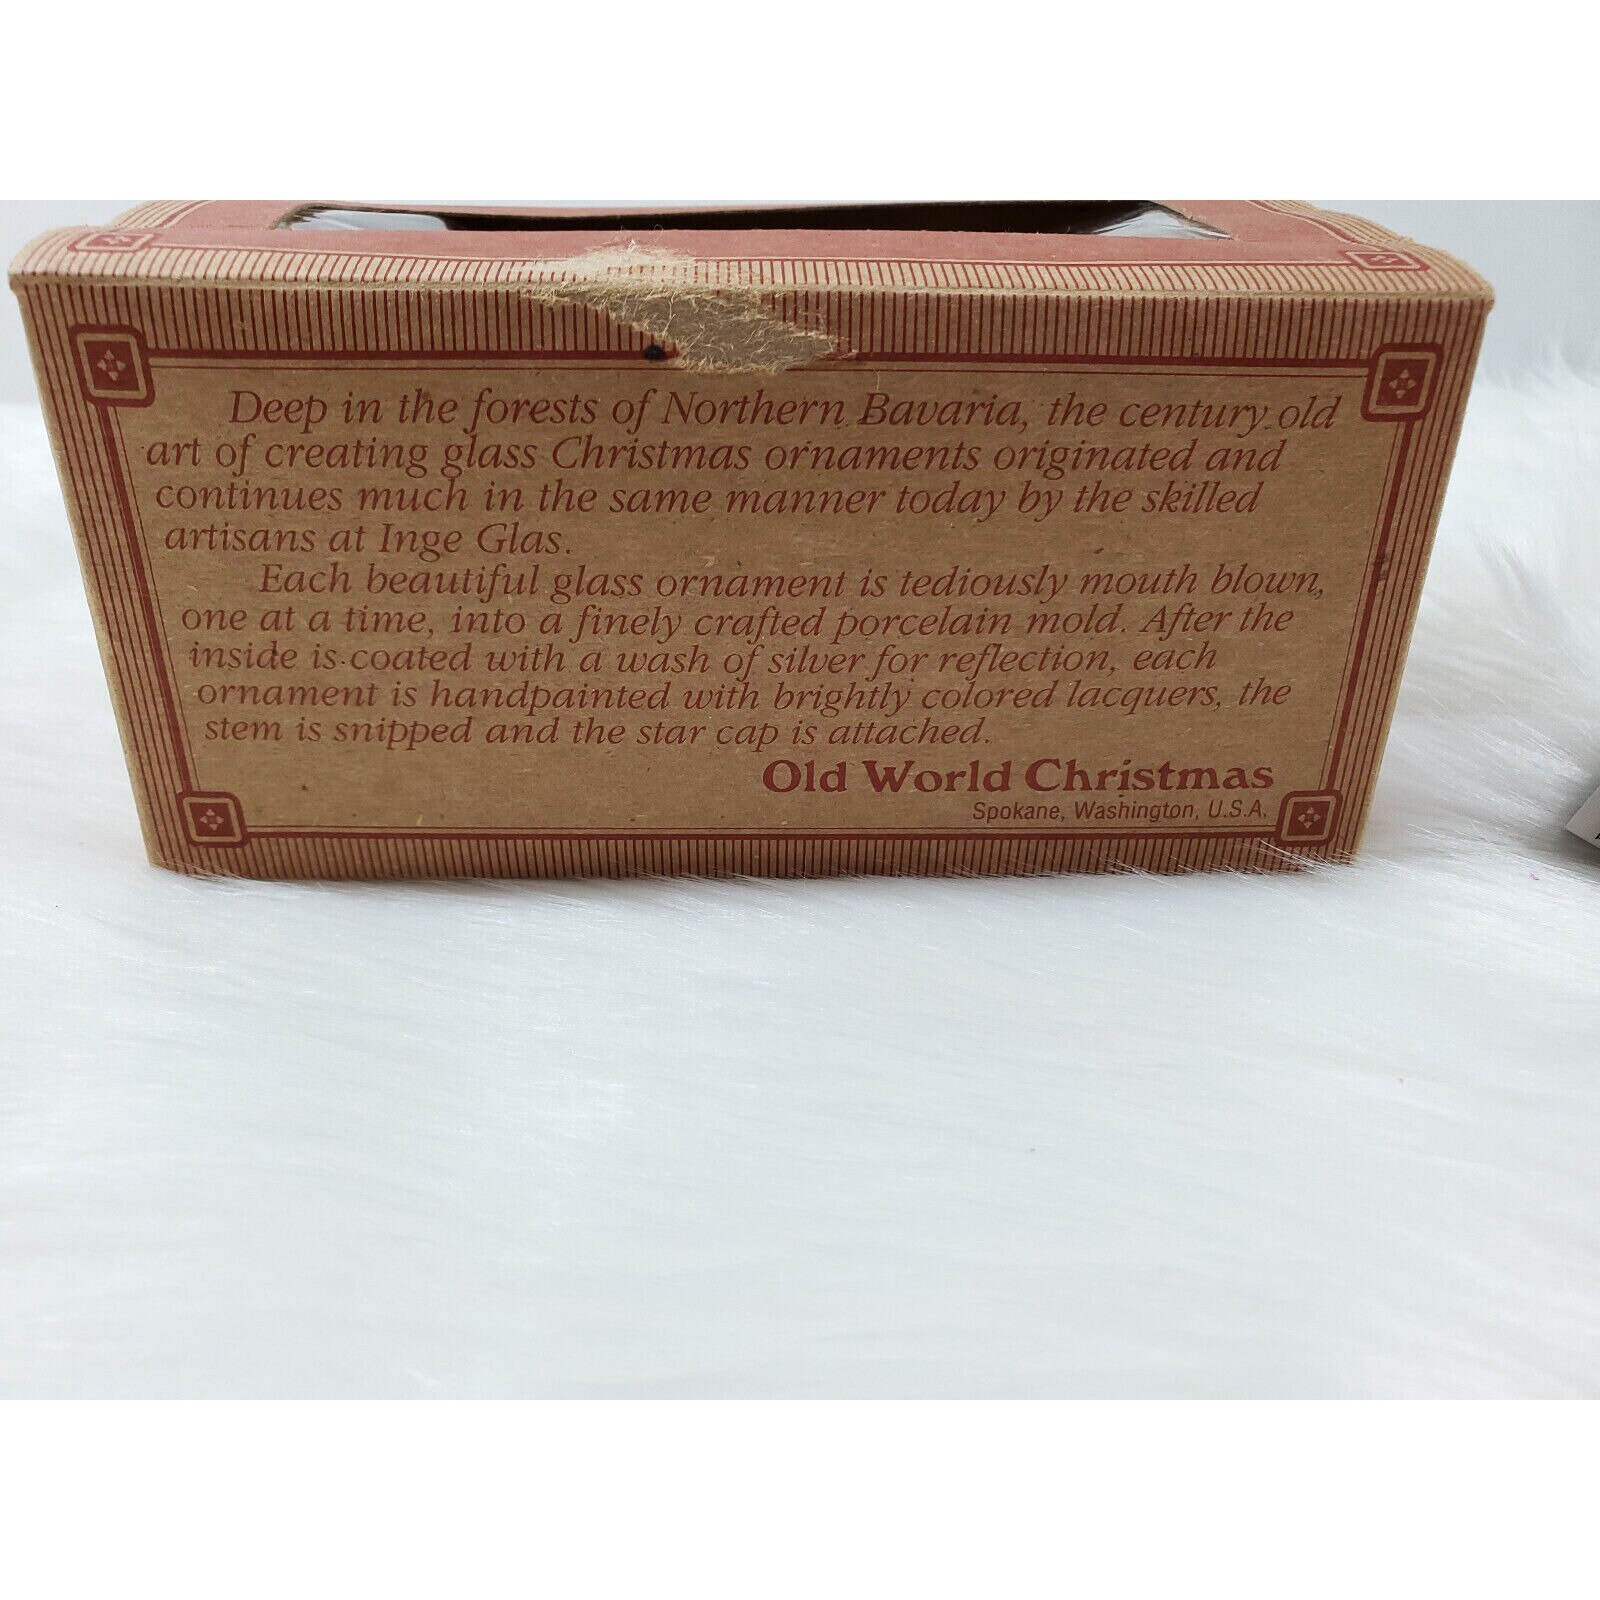 Deep in the forests of Northern Bavaria, the century old
art of creating glass Christmas ornaments originated and
continues much in the same manner today by the skilled
artisans at Inge Glas.
Each beautiful glass ornament is tediously mouth blown,
one at a time, into a finely crafted porcelain mold. After the
inside is coated with a wash of silver for reflection, each
ornament is handpainted with brightly colored lacquers, the
stem is snipped and the star cap is attached.
Old World Christmas
Spokane, Washington, U.S.A.